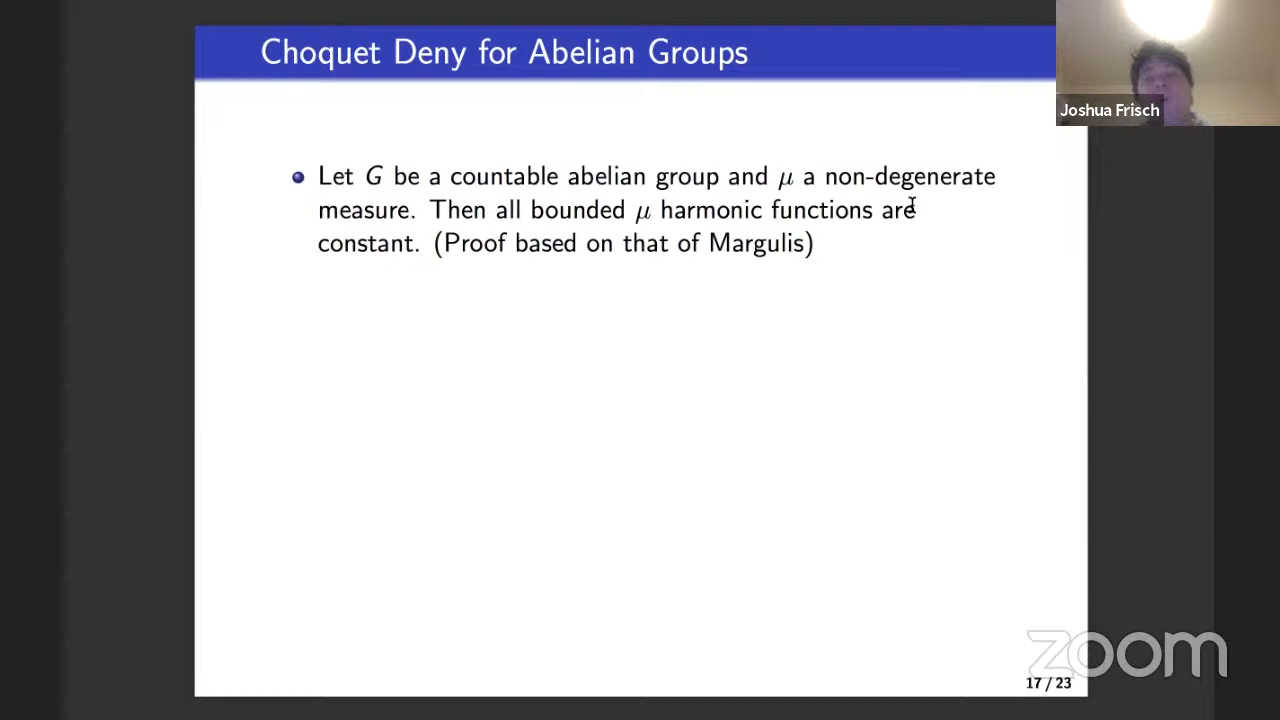 Choquet Deny for Abelian Groups
Joshua Frisch
Let G be a countable abelian group and μ a non-degenerate
measure. Then all bounded μ harmonic functions are
constant. (Proof based on that of Margulis)
zoom
17 / 23